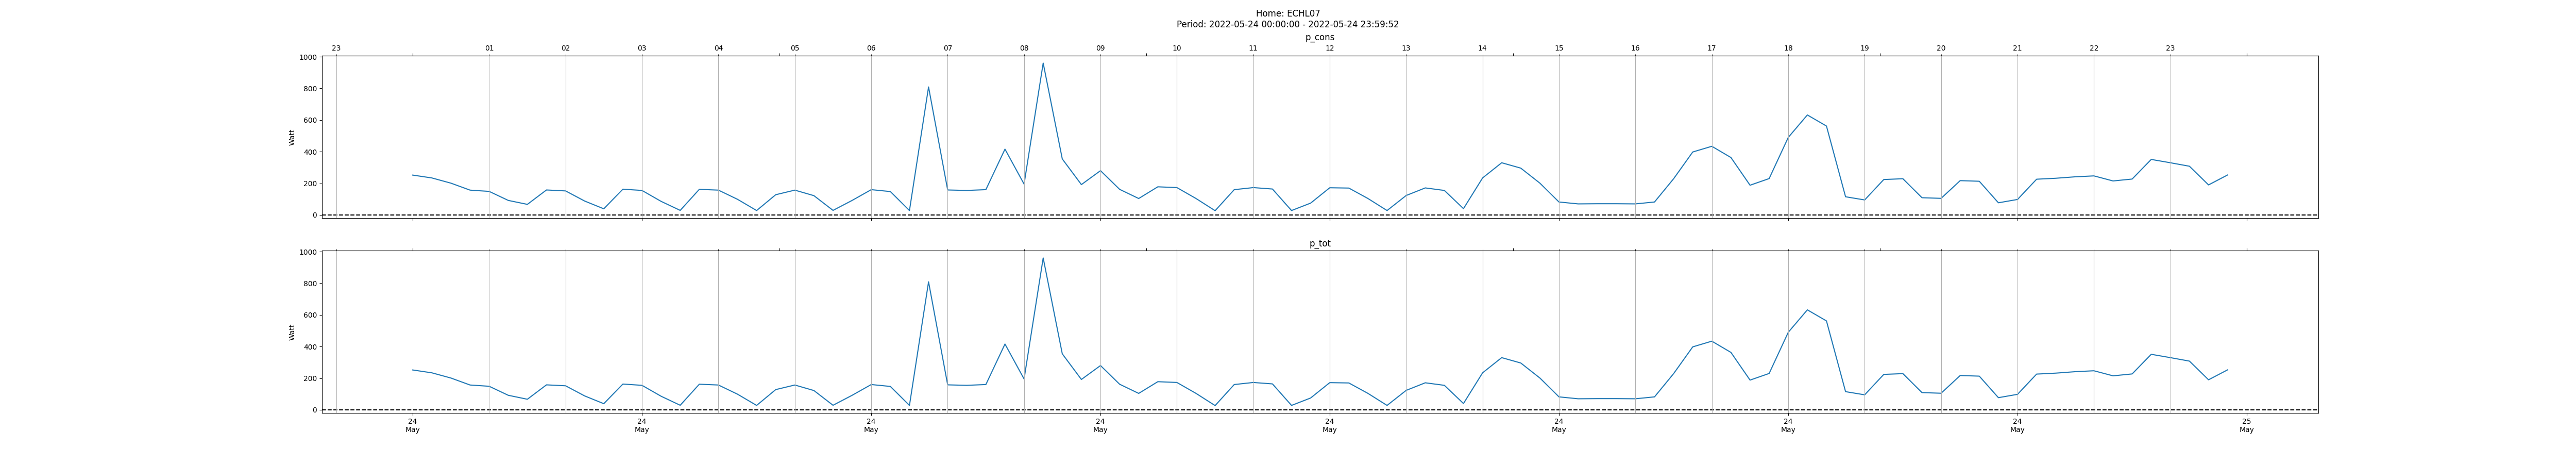 Home: ECHL07
Period: 2022-05-24 00:00:00 - 2022-05-24 23:59:52
p_cons
23 01 02 03 04 05 06 07 08 09 10 11 12 13 14 15 16 17 18 19 20 21 22 23
1000
800
600
400
200
0
Watt
p_tot
1000
800
600
400
200
0
Watt
24 24 24 24 24 24 24 24 25
May May May May May May May May May